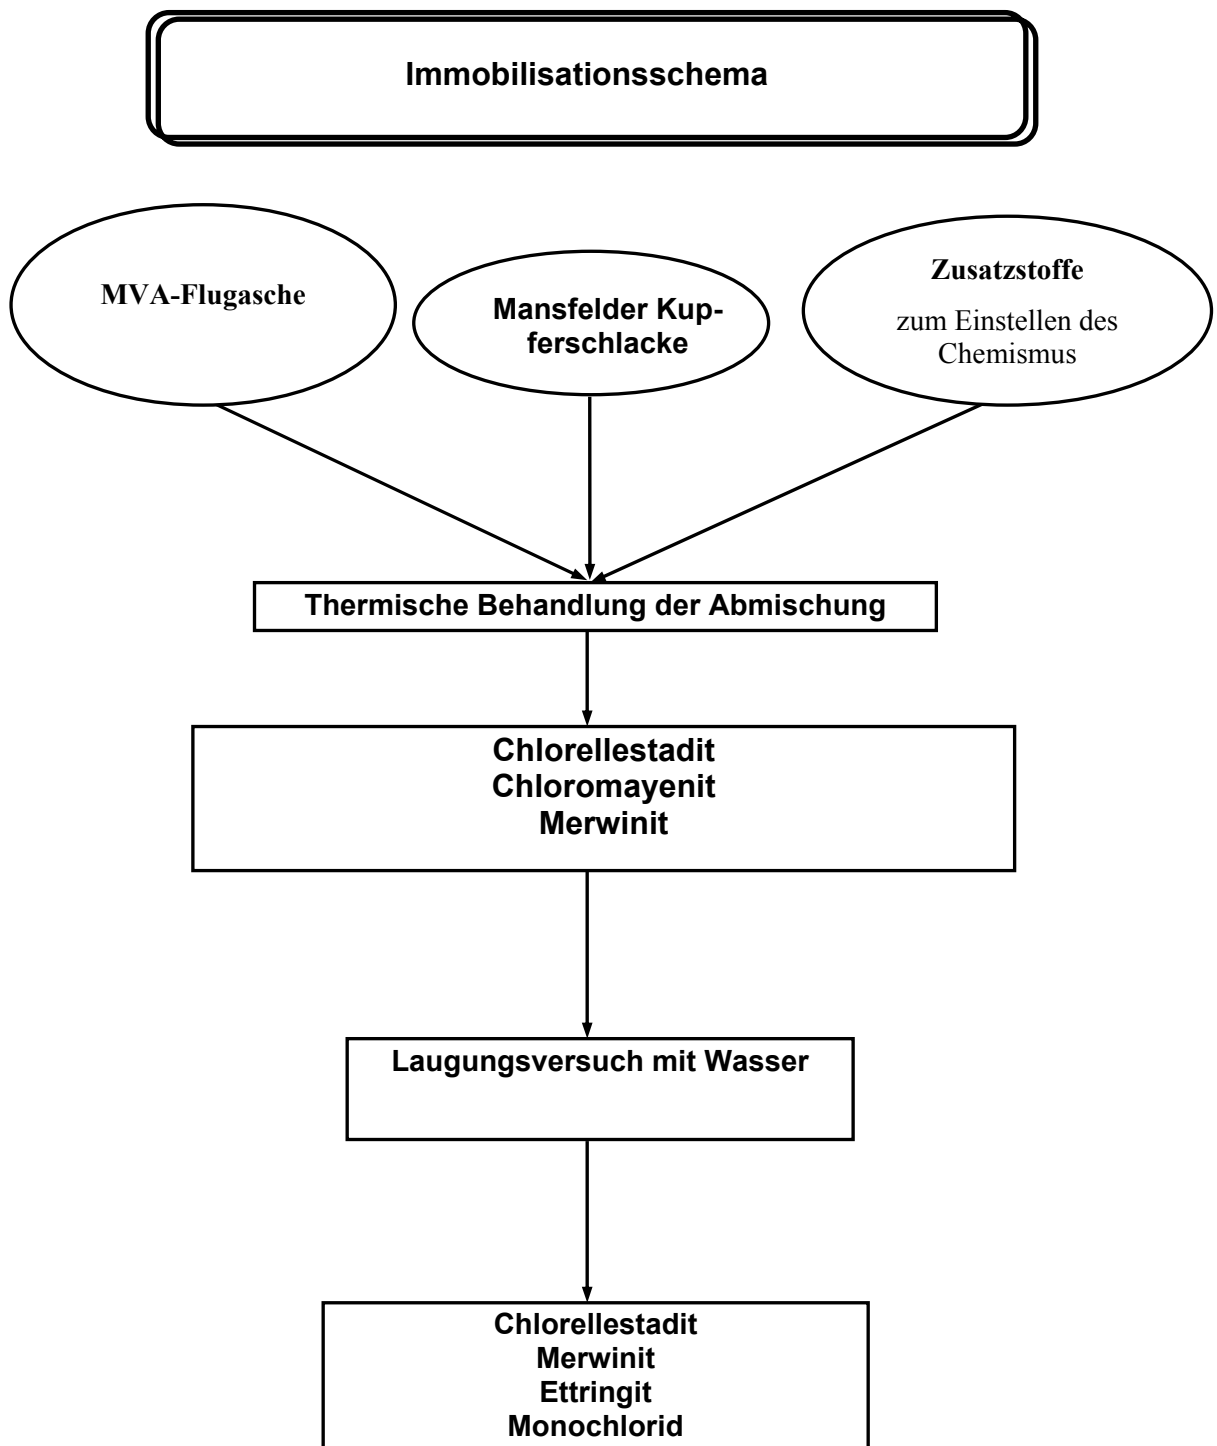 Immobilisationsschema
MVA-Flugasche
Mansfelder Kup-
ferschlacke
Zusatzstoffe
zum Einstellen des
Chemismus
Thermische Behandlung der Abmischung
Chlorellestadit
Chloromayenit
Merwinit
Laugungsversuch mit Wasser
Chlorellestadit
Merwinit
Ettringit
Monochlorid